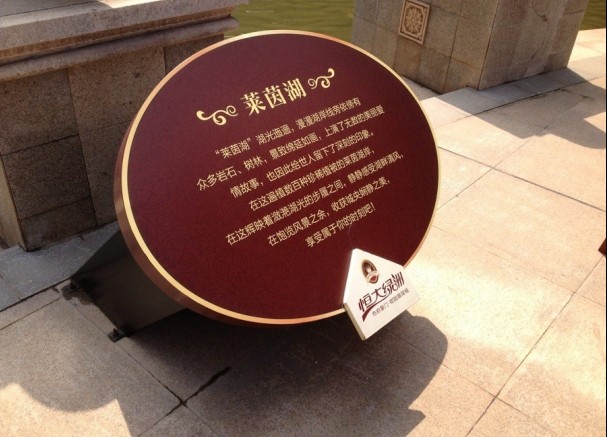 莱茵湖
“莱茵湖”湖光潋滟,漫漫湖岸线旁依傍有
众多岩石、树林,景致绵延如画,上演了无数的美丽爱
情故事,也因此给世人留下了深刻的印象。
在这遍植数百种珍稀植被的莱茵湖岸,
在这辉映着潋滟湖光的步履之间,静静感受湖畔清风,
在饱览风景之余,收获城央娴静之美,
享受属于你的时刻吧!
恒大绿洲